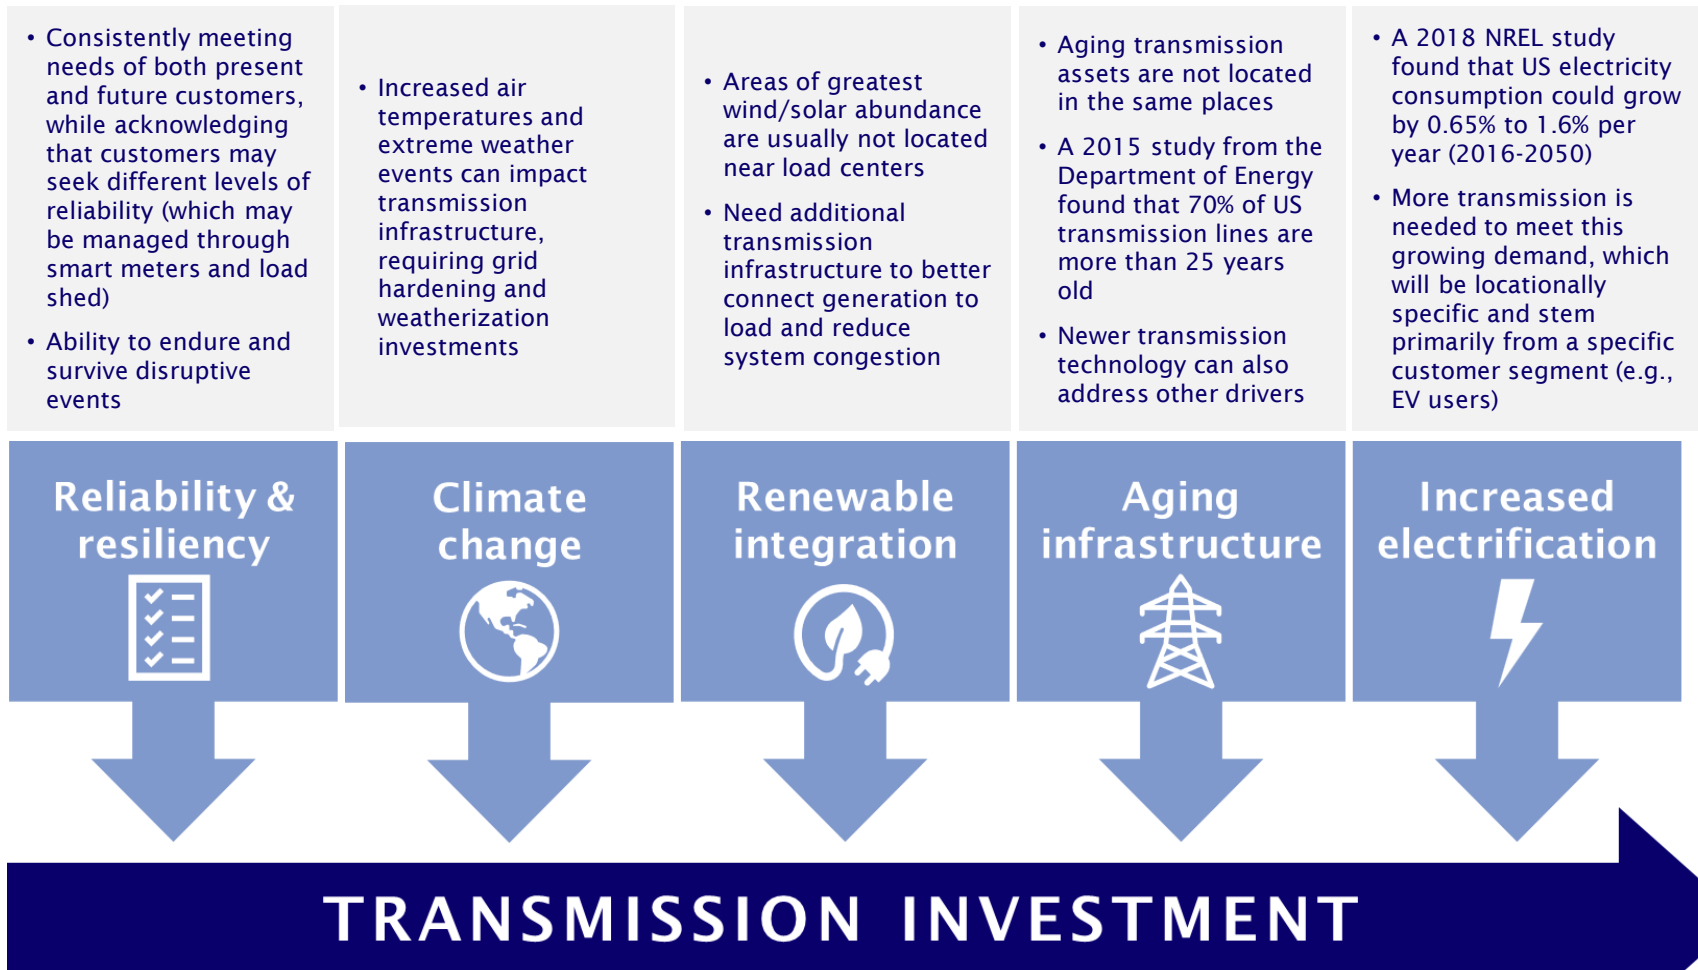 • Consistently meeting
needs of both present
and future customers,
while acknowledging
that customers may
seek different levels of
reliability (which may
be managed through
smart meters and load
shed)
• Ability to endure and
survive disruptive
events
• Increased air
temperatures and
extreme weather
events can impact
transmission
infrastructure,
requiring grid
hardening and
weatherization
investments
• Areas of greatest
wind/solar abundance
are usually not located
near load centers
• Need additional
transmission
infrastructure to better
connect generation to
load and reduce
system congestion
• Aging transmission
assets are not located
in the same places
• A 2015 study from the
Department of Energy
found that 70% of US
transmission lines are
more than 25 years
old
• Newer transmission
technology can also
address other drivers
• A 2018 NREL study
found that US electricity
consumption could grow
by 0.65% to 1.6% per
year (2016-2050)
• More transmission is
needed to meet this
growing demand, which
will be locationally
specific and stem
primarily from a specific
customer segment (e.g.,
EV users)
Reliability &
resiliency
Climate
change
Renewable
integration
Aging
infrastructure
Increased
electrification
TRANSMISSION INVESTMENT